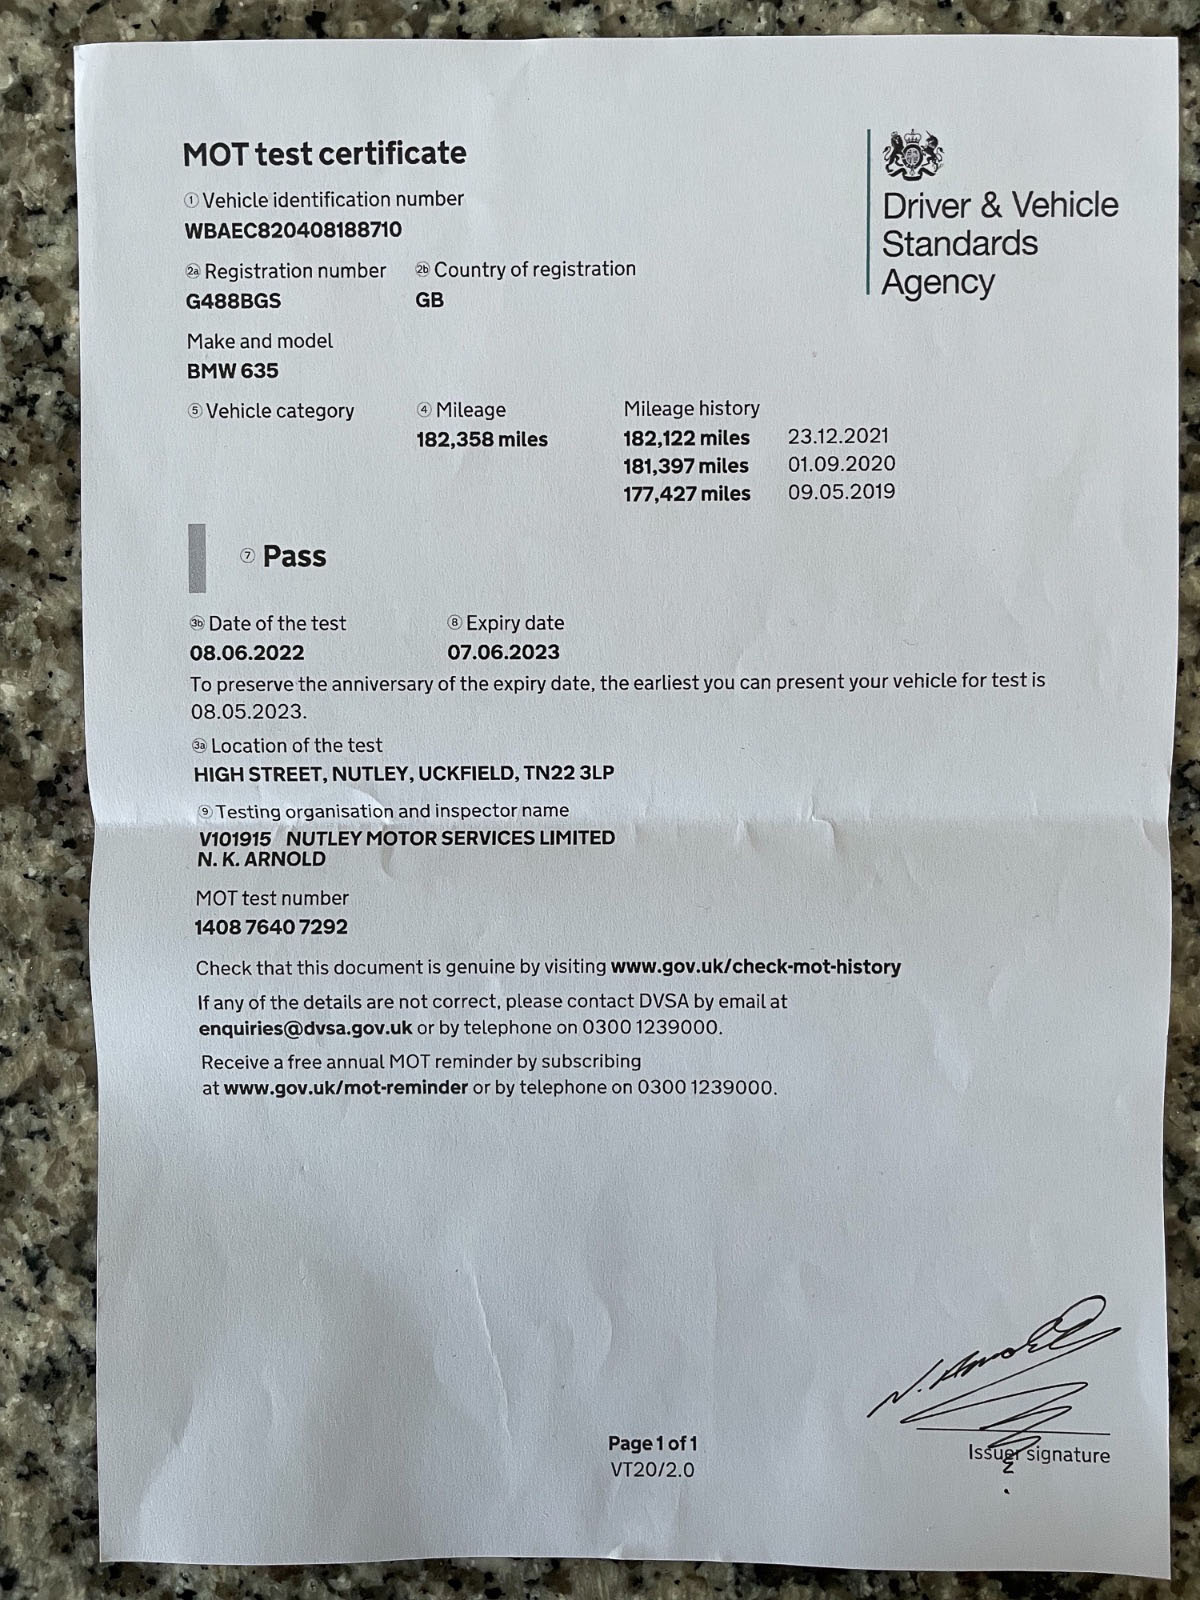 MOT test certificate
Driver & Vehicle
Standards
Agency
1 Vehicle identification number
WBAEC820408188710
2a Registration number 2b Country of registration
G488BGS GB
Make and model
BMW 635
5 Vehicle category 4 Mileage Mileage history
182,358 miles 182,122 miles 23.12.2021
181,397 miles 01.09.2020
177,427 miles 09.05.2019
7 Pass
3b Date of the test 8 Expiry date
08.06.2022 07.06.2023
To preserve the anniversary of the expiry date, the earliest you can present your vehicle for test is
08.05.2023.
3a Location of the test
HIGH STREET, NUTLEY, UCKFIELD, TN22 3LP
9 Testing organisation and inspector name
V101915 NUTLEY MOTOR SERVICES LIMITED
N. K. ARNOLD
MOT test number
1408 7640 7292
Check that this document is genuine by visiting www.gov.uk/check-mot-history
If any of the details are not correct, please contact DVSA by email at
enquiries@dvsa.gov.uk or by telephone on 0300 1239000.
Receive a free annual MOT reminder by subscribing
at www.gov.uk/mot-reminder or by telephone on 0300 1239000.
N. Arnold
Issuer signature
Page 1 of 1
VT20/2.0